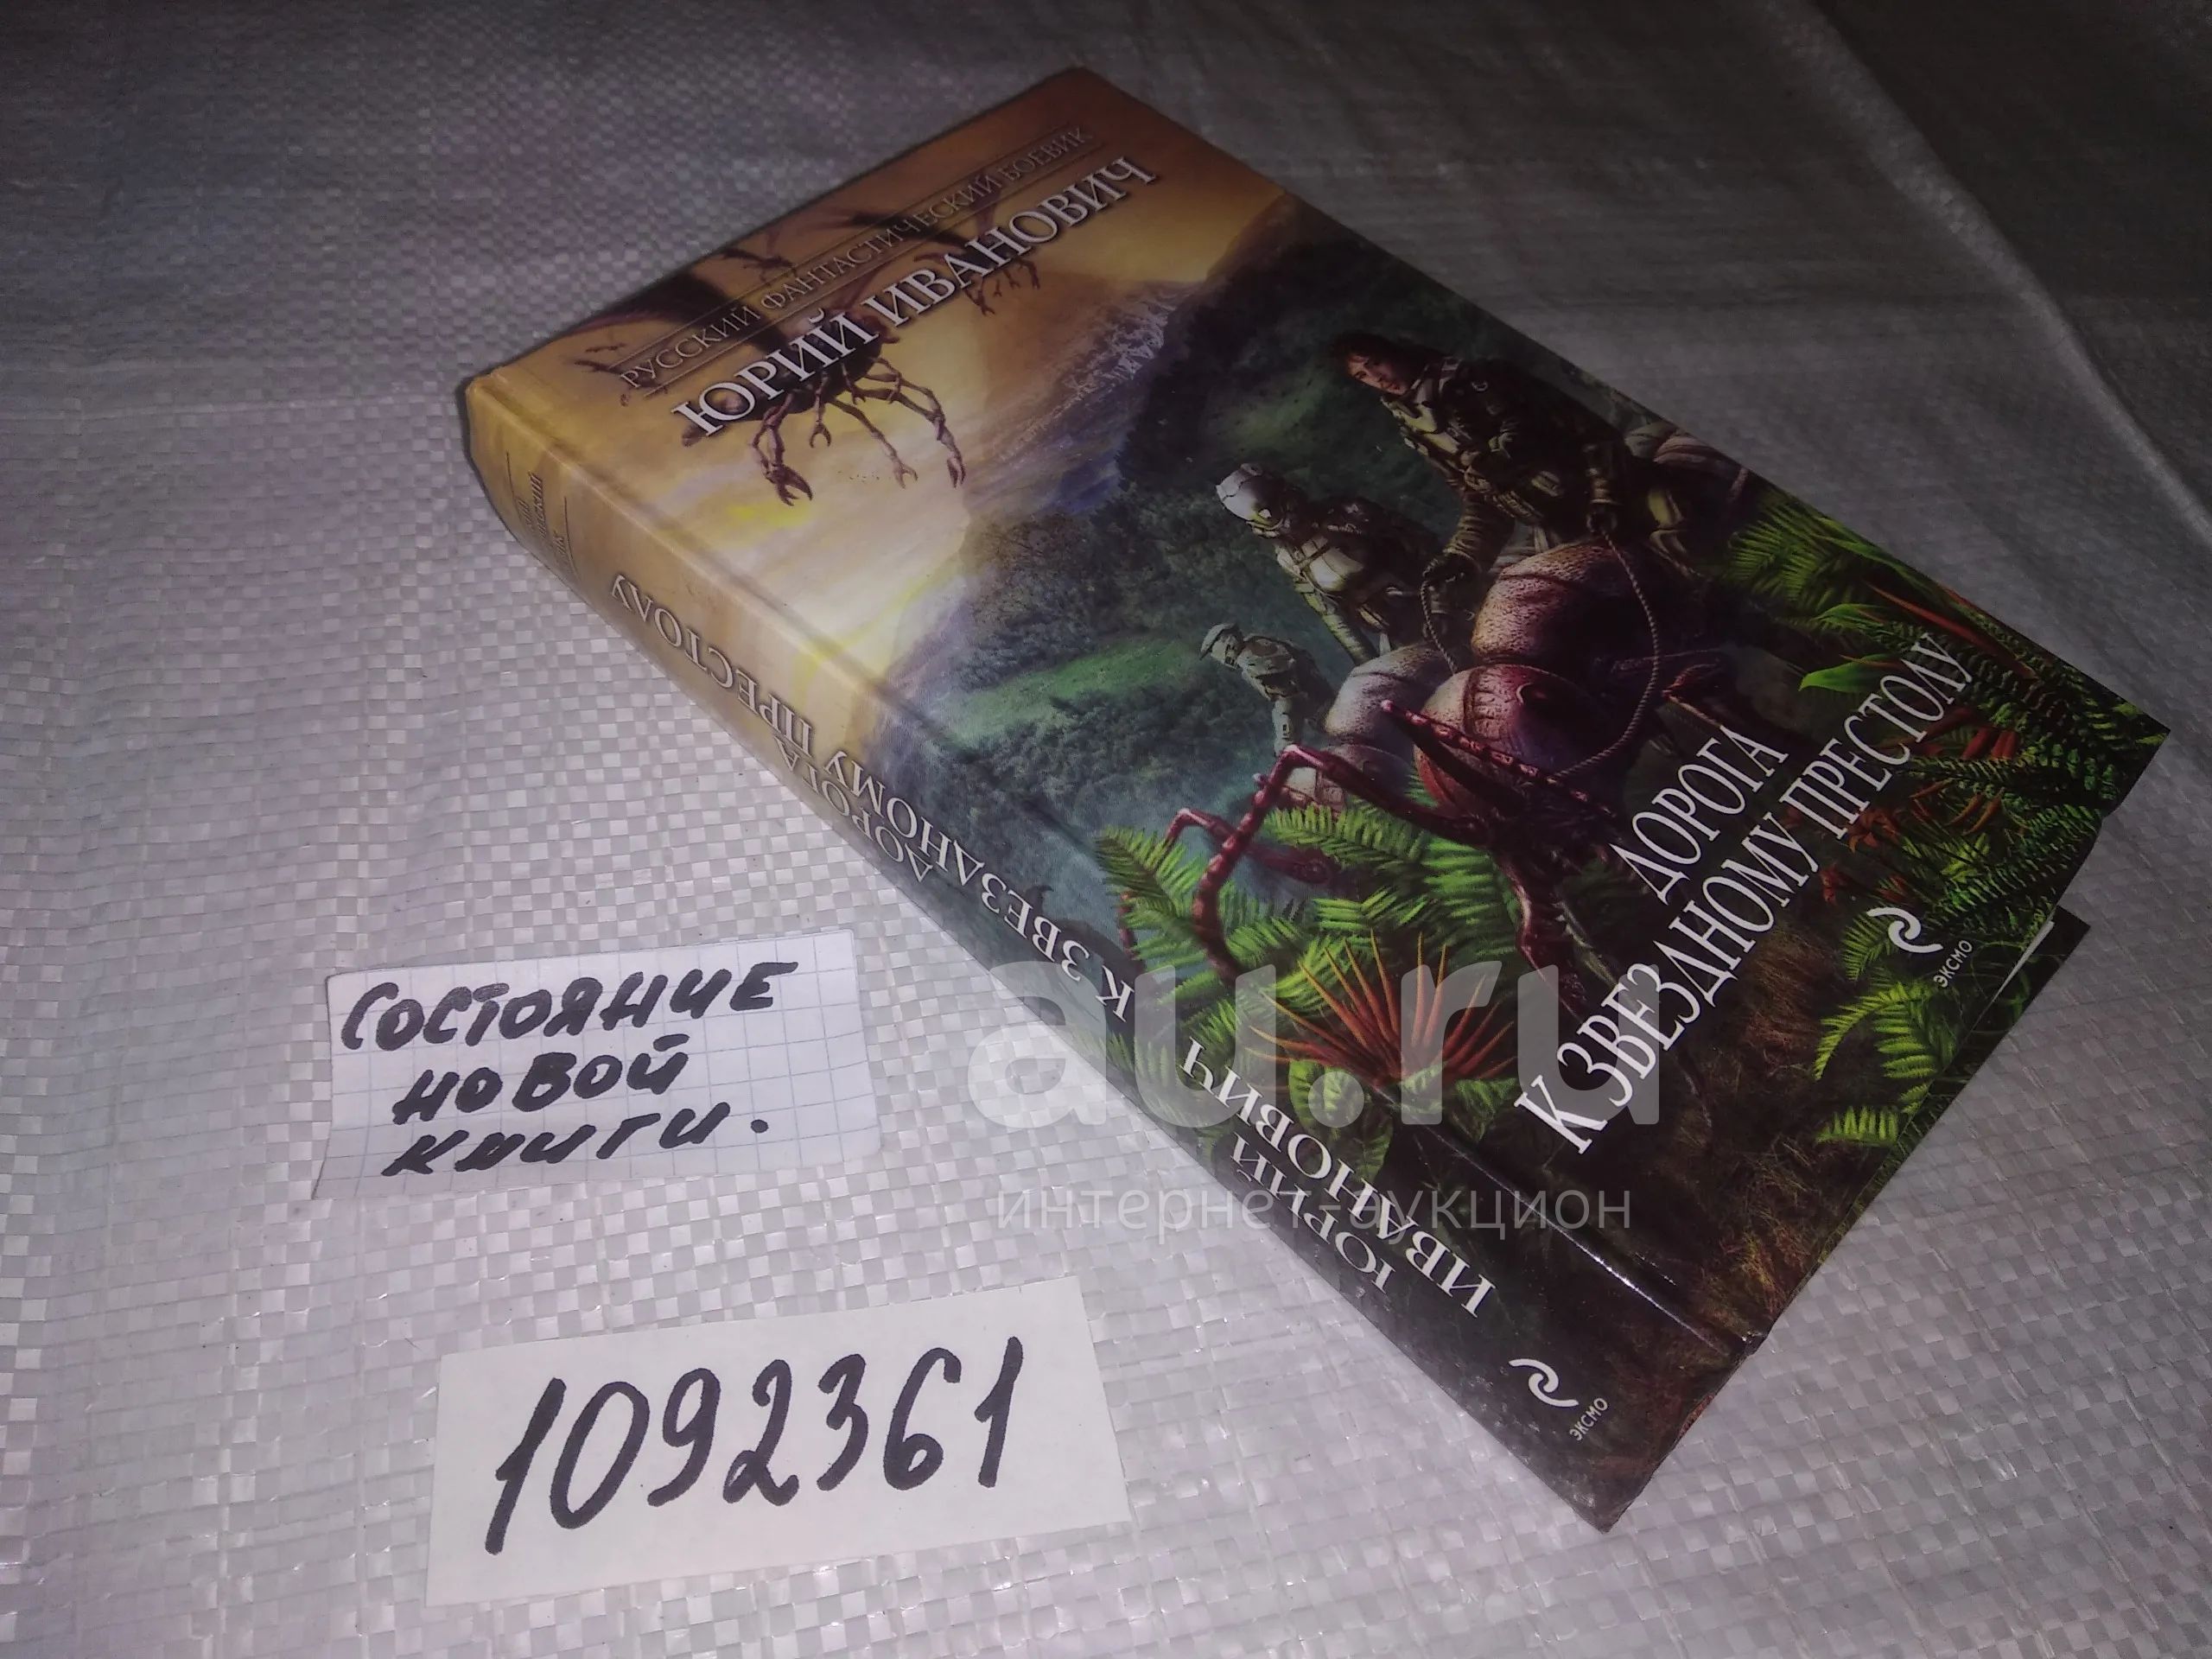 РУССКИЙ ФАНТАСТИЧЕСКИЙ БОЕВИК
ЮРИЙ ИВАНОВИЧ
ДОРОГА
К ЗВЕЗДНОМУ ПРЕСТОЛУ
ЭКСМО
ДОРОГА
К ЗВЕЗДНОМУ ПРЕСТОЛУ
ЮРИЙ
ИВАНОВИЧ
ЭКСМО
СОСТОЯНИЕ
НОВОЙ
КНИГИ.
1092361
au.ru
интернет-аукцион